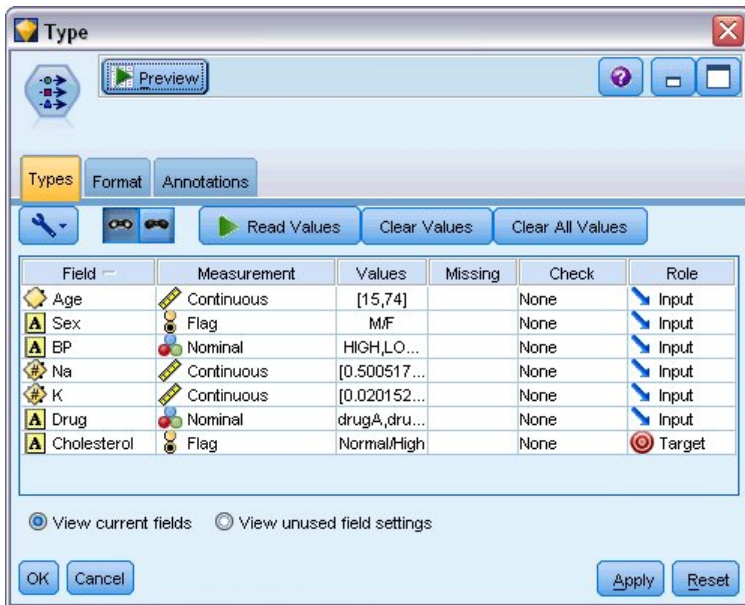 Type
Preview
Types Format Annotations
Read Values Clear Values Clear All Values
Field Measurement Values Missing Check Role
Age Continuous [15,74] None Input
A Sex Flag M/F None Input
A BP Nominal HIGH,LO... None Input
# Na Continuous [0.500517... None Input
# K Continuous [0.020152... None Input
A Drug Nominal drugA,dru... None Input
A Cholesterol Flag Normal/High None Target
View current fields View unused field settings
OK Cancel Apply Reset